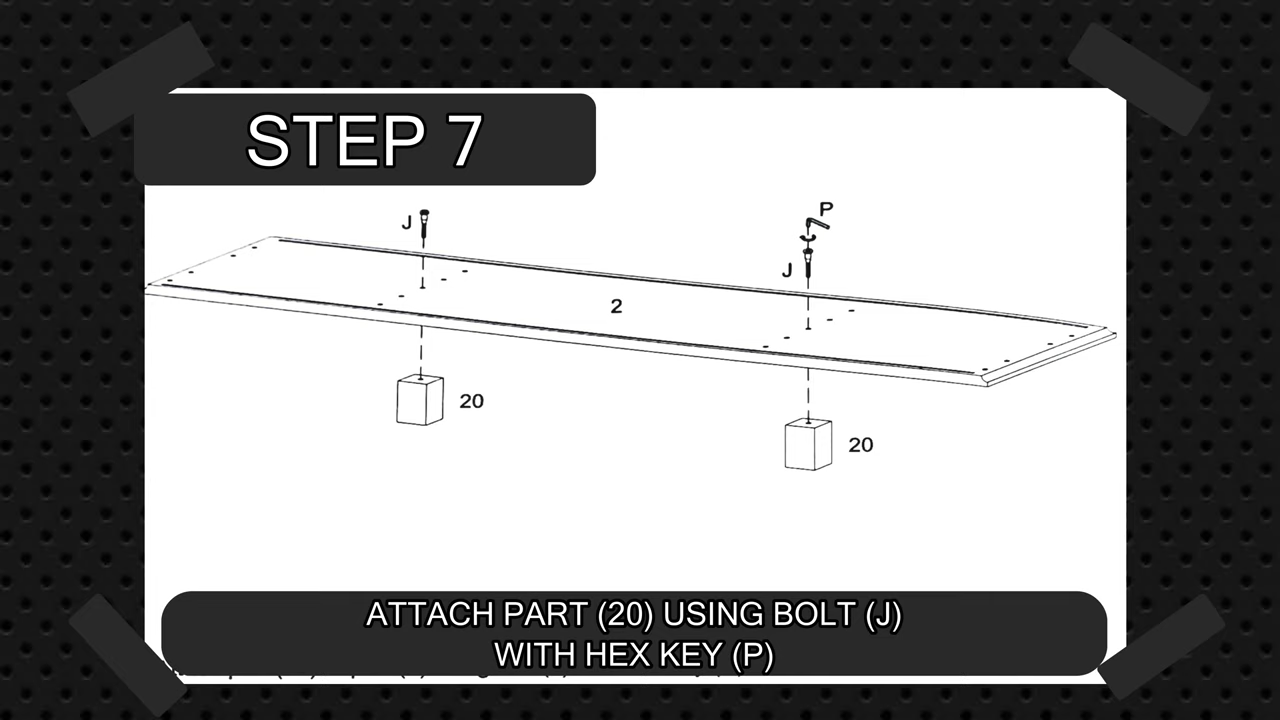 STEP 7
P
J
J
2
20
20
ATTACH PART (20) USING BOLT (J)
WITH HEX KEY (P)